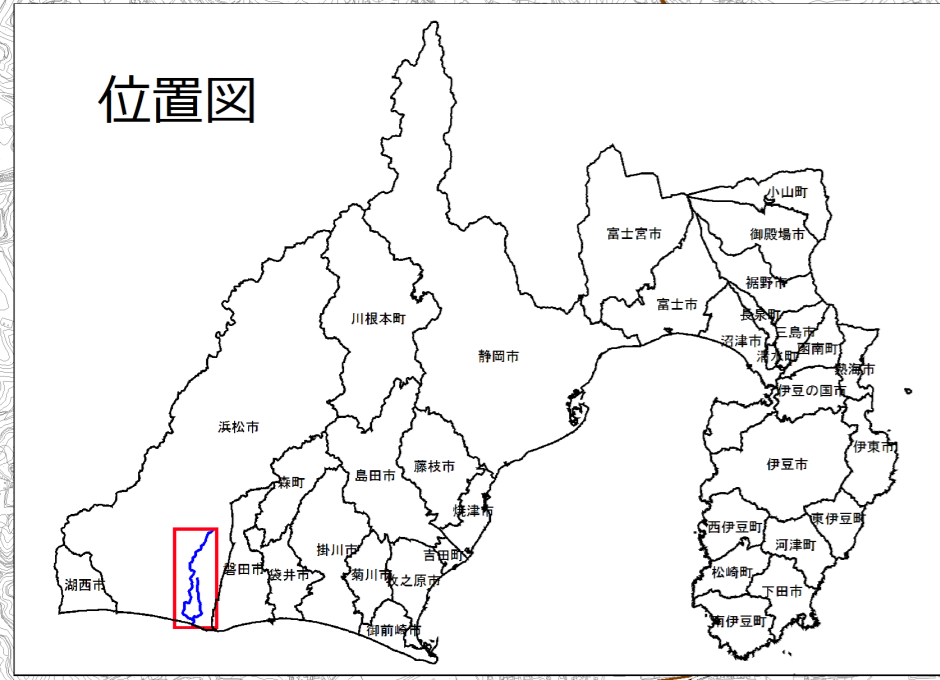 位置図
小山町
御殿場市
富士宮市
裾野市
富士市
長泉町
三島市
川根本町
沼津市
函南町
清水町
静岡市
熱海市
伊豆の国市
浜松市
伊東市
藤枝市
伊豆市
島田市
森町
焼津市
東伊豆町
西伊豆町
河津町
掛川市
吉田町
磐田市
袋井市
菊川市
牧之原市
松崎町
湖西市
下田市
南伊豆町
御前崎市